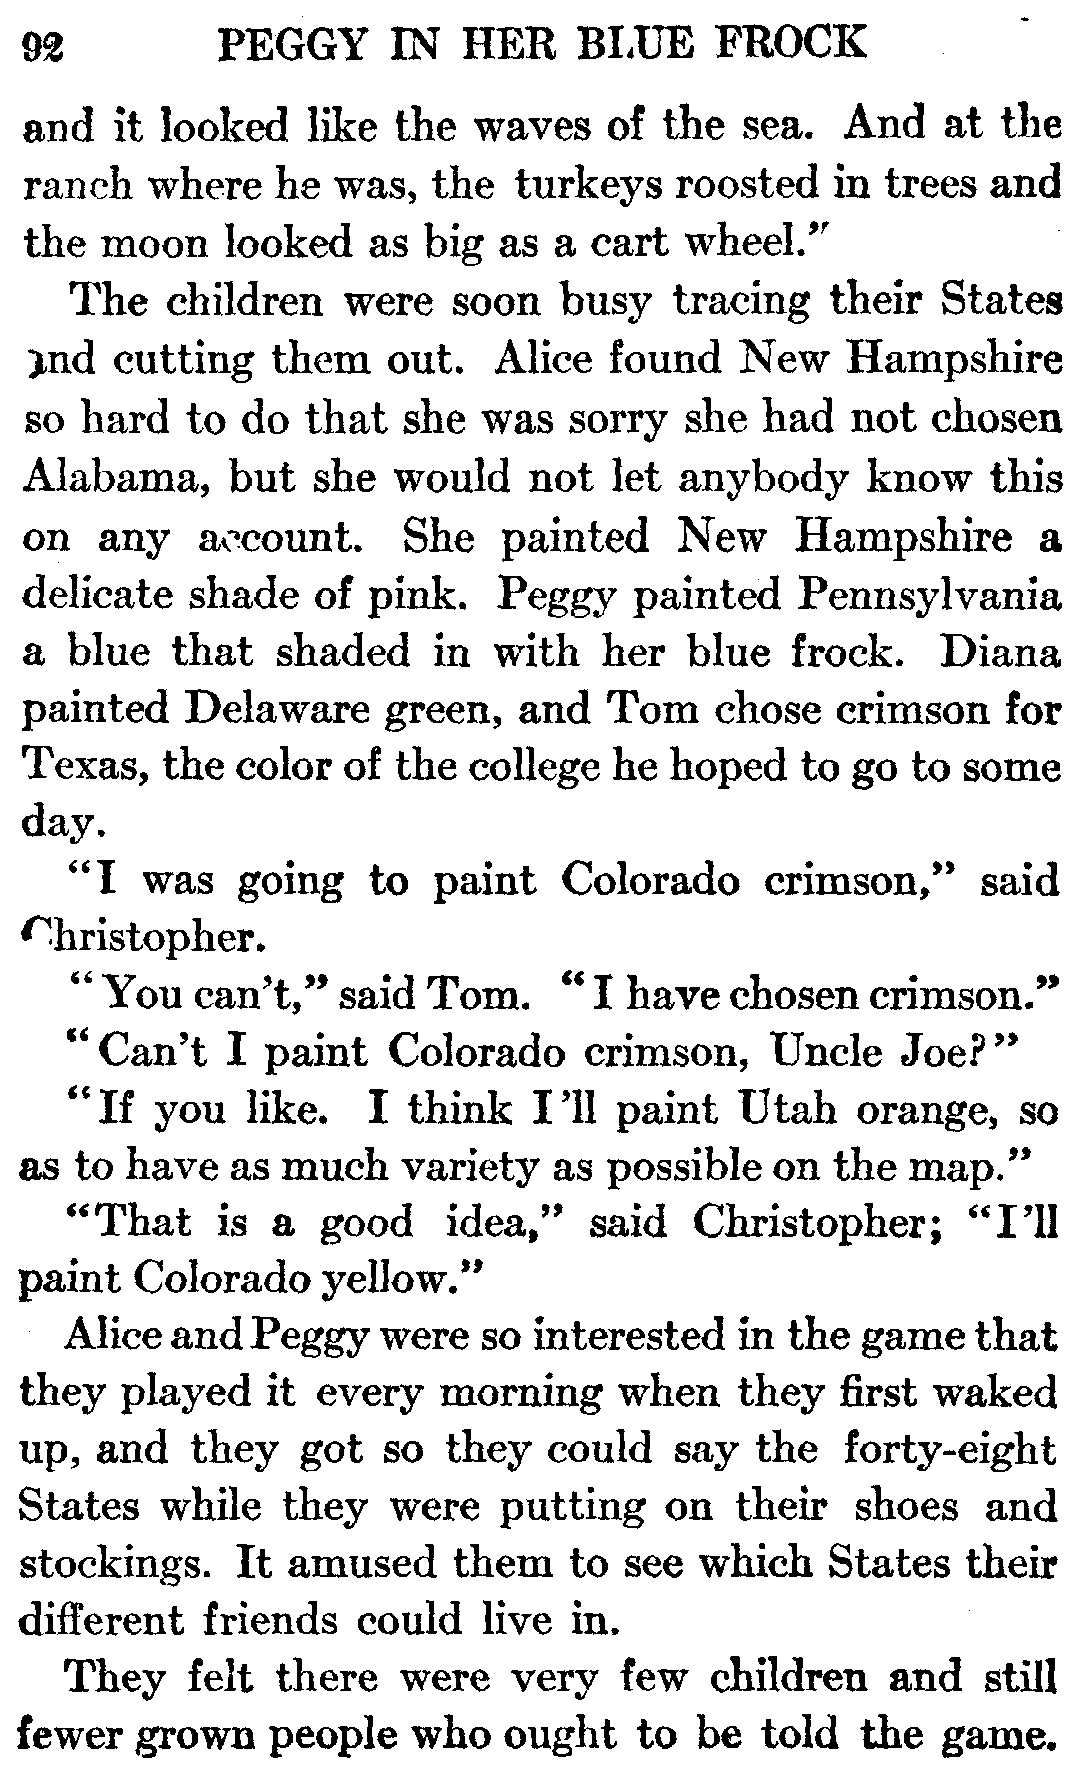 92 PEGGY IN HER BLUE FROCK
and it looked like the waves of the sea. And at the
ranch where he was, the turkeys roosted in trees and
the moon looked as big as a cart wheel."
The children were soon busy tracing their States
and cutting them out. Alice found New Hampshire
so hard to do that she was sorry she had not chosen
Alabama, but she would not let anybody know this
on any account. She painted New Hampshire a
delicate shade of pink. Peggy painted Pennsylvania
a blue that shaded in with her blue frock. Diana
painted Delaware green, and Tom chose crimson for
Texas, the color of the college he hoped to go to some
day.
"I was going to paint Colorado crimson," said
Christopher.
"You can't," said Tom. "I have chosen crimson."
"Can't I paint Colorado crimson, Uncle Joe?"
"If you like. I think I'll paint Utah orange, so
as to have as much variety as possible on the map."
"That is a good idea," said Christopher; "I'll
paint Colorado yellow."
Alice and Peggy were so interested in the game that
they played it every morning when they first waked
up, and they got so they could say the forty-eight
States while they were putting on their shoes and
stockings. It amused them to see which States their
different friends could live in.
They felt there were very few children and still
fewer grown people who ought to be told the game.